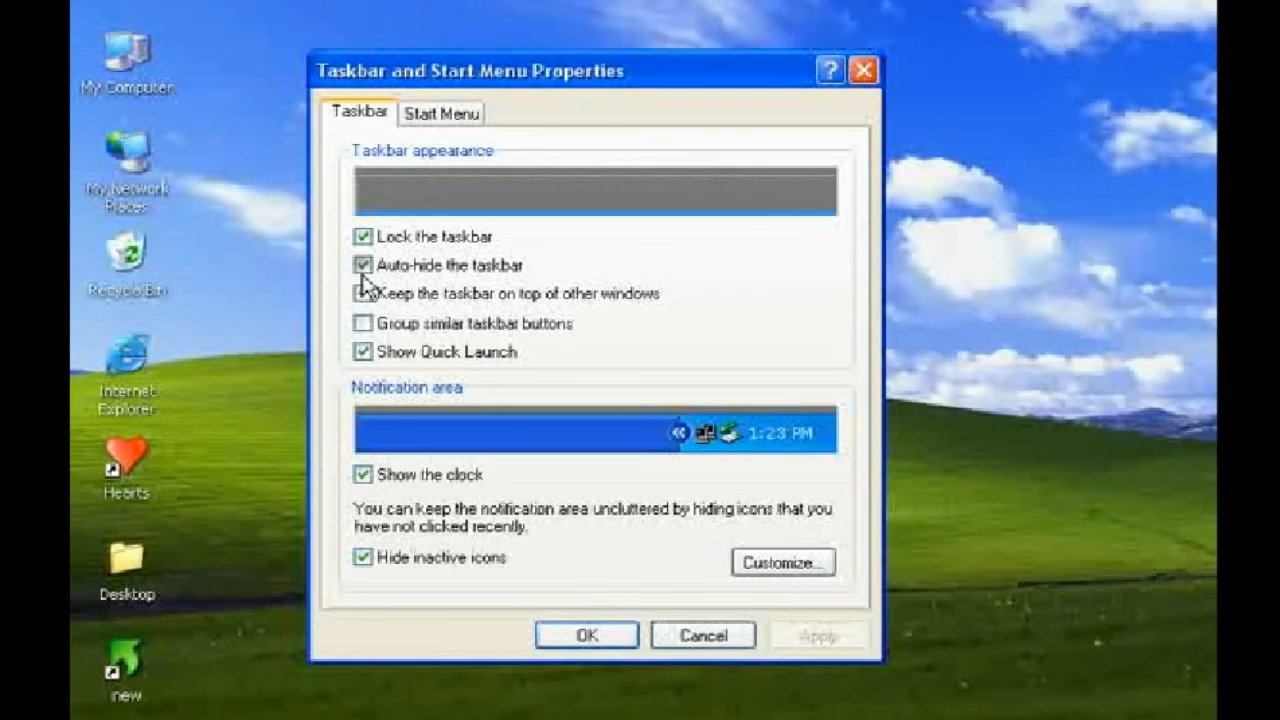 My Computer
My Network
Places
Recycle Bin
Internet
Explorer
Hearts
Desktop
new
Taskbar and Start Menu Properties
?
Taskbar
Start Menu
Taskbar appearance
Lock the taskbar
Auto-hide the taskbar
Keep the taskbar on top of other windows
Group similar taskbar buttons
Show Quick Launch
Notification area
1:23 PM
Show the clock
You can keep the notification area uncluttered by hiding icons that you
have not clicked recently.
Hide inactive icons
Customize...
OK
Cancel
Apply